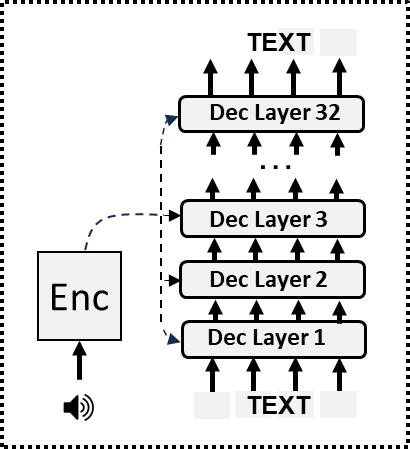 TEXT
Dec Layer 32
...
Dec Layer 3
Dec Layer 2
Enc
Dec Layer 1
TEXT